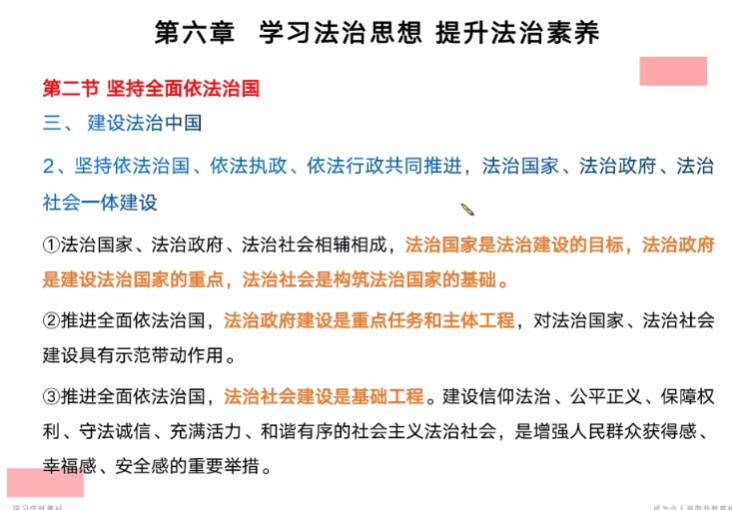 第六章 学习法治思想 提升法治素养
第二节 坚持全面依法治国
三、 建设法治中国
2、坚持依法治国、依法执政、依法行政共同推进，法治国家、法治政府、法治
社会一体建设
①法治国家、法治政府、法治社会相辅相成，法治国家是法治建设的目标，法治政府
是建设法治国家的重点，法治社会是构筑法治国家的基础。
②推进全面依法治国，法治政府建设是重点任务和主体工程，对法治国家、法治社会
建设具有示范带动作用。
③推进全面依法治国，法治社会建设是基础工程。建设信仰法治、公平正义、保障权
利、守法诚信、充满活力、和谐有序的社会主义法治社会，是增强人民群众获得感、
幸福感、安全感的重要举措。